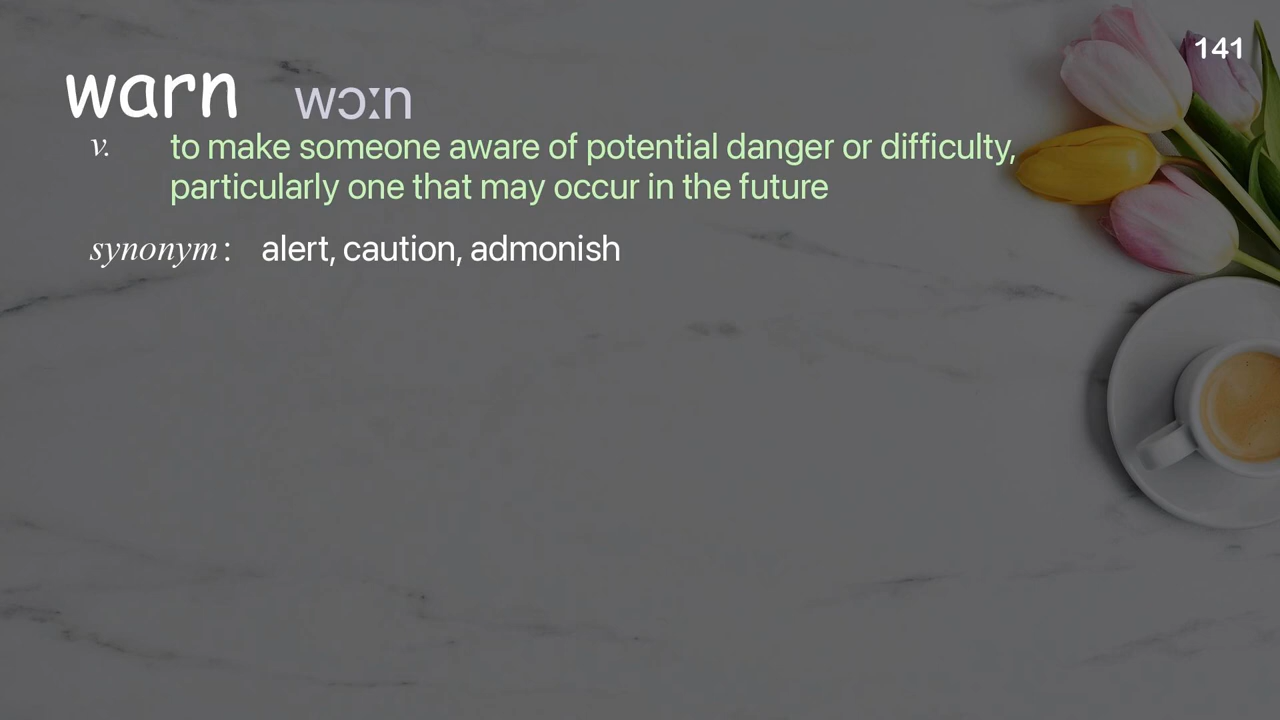 141
warn wɔːn
v. to make someone aware of potential danger or difficulty,
particularly one that may occur in the future
synonym : alert, caution, admonish